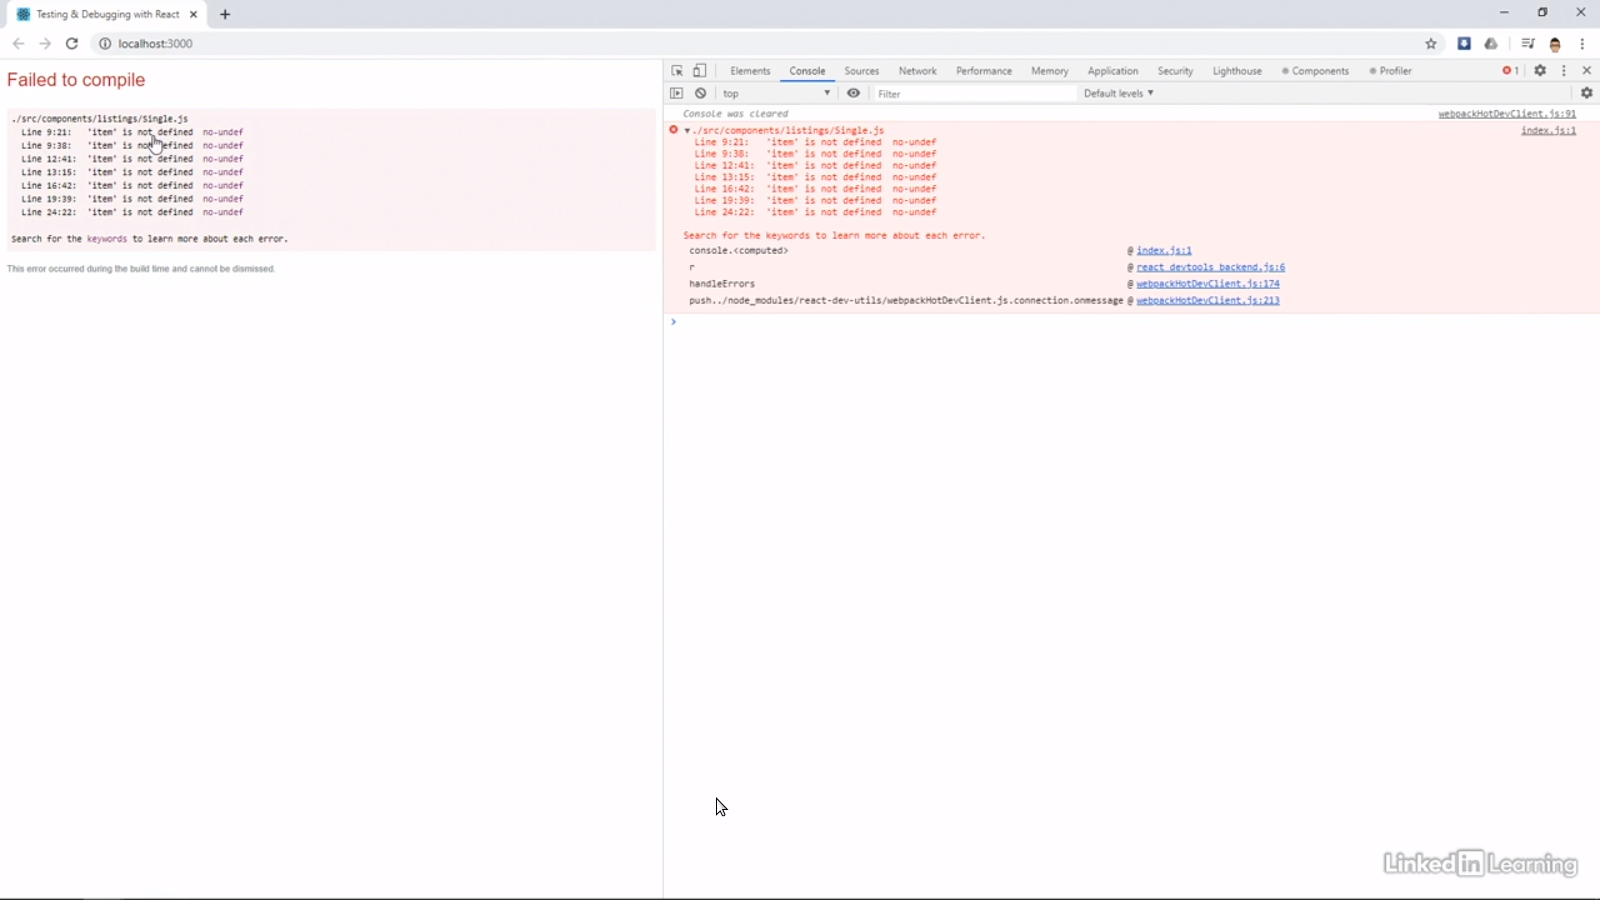 Testing & Debugging with React
localhost:3000
Failed to compile
./src/components/listings/Single.js
Line 9:21: 'item' is not defined no-undef
Line 9:38: 'item' is not defined no-undef
Line 12:41: 'item' is not defined no-undef
Line 13:15: 'item' is not defined no-undef
Line 16:42: 'item' is not defined no-undef
Line 19:39: 'item' is not defined no-undef
Line 24:22: 'item' is not defined no-undef
Search for the keywords to learn more about each error.
This error occurred during the build time and cannot be dismissed.
Elements Console Sources Network Performance Memory Application Security Lighthouse Components Profiler 1
top Filter Default levels
Console was cleared webpackHotDevClient.js:91
./src/components/listings/Single.js index.js:1
Line 9:21: 'item' is not defined no-undef
Line 9:38: 'item' is not defined no-undef
Line 12:41: 'item' is not defined no-undef
Line 13:15: 'item' is not defined no-undef
Line 16:42: 'item' is not defined no-undef
Line 19:39: 'item' is not defined no-undef
Line 24:22: 'item' is not defined no-undef
Search for the keywords to learn more about each error.
console.<computed> @ index.js:1
r @ react_devtools_backend.js:6
handleErrors @ webpackHotDevClient.js:174
push../node_modules/react-dev-utils/webpackHotDevClient.js.connection.onmessage @ webpackHotDevClient.js:213
Linked in Learning